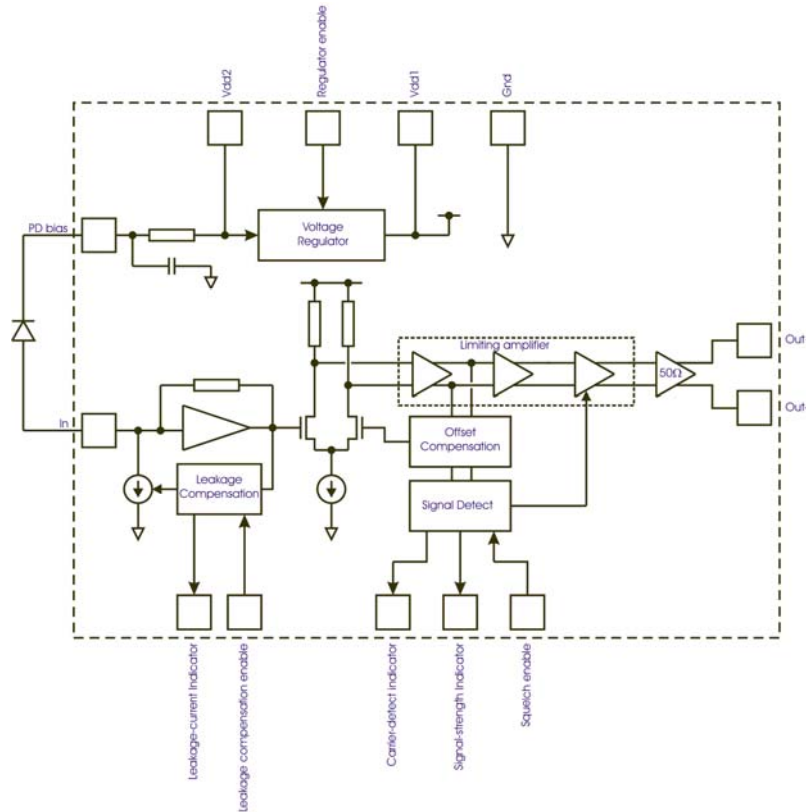 Vdd2
Regulator enable
Vdd1
Gnd
PD bias
Voltage
Regulator
Limiting amplifier
Out
50Ω
Out-
In
Offset
Compensation
Leakage
Compensation
Signal Detect
Leakage-current Indicator
Leakage compensation enable
Carrier-detect indicator
Signal-strength Indicator
Squelch enable